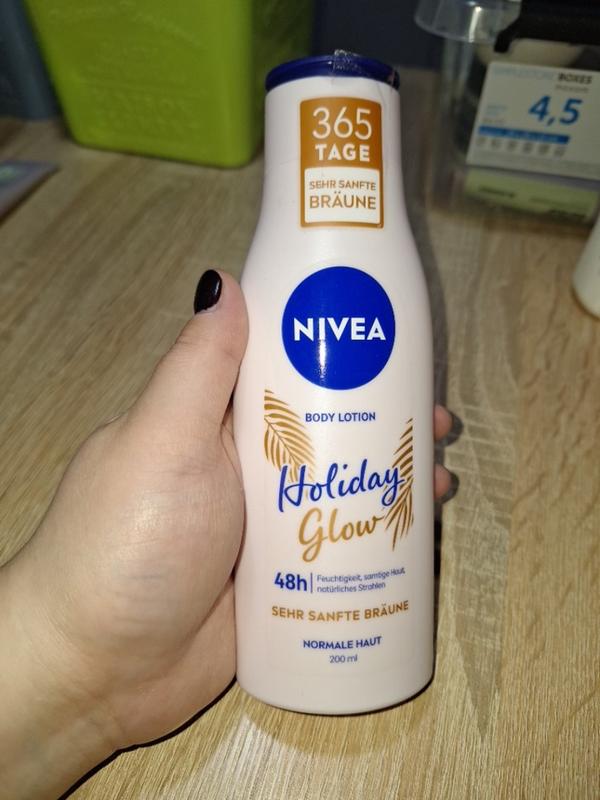 365
TAGE
SEHR SANFTE
BRÄUNE
NIVEA
BODY LOTION
Holiday
Glow
48h
Feuchtigkeit, samtige Haut,
natürliches Strahlen
SEHR SANFTE BRÄUNE
NORMALE HAUT
200 ml
BOXES
4,5